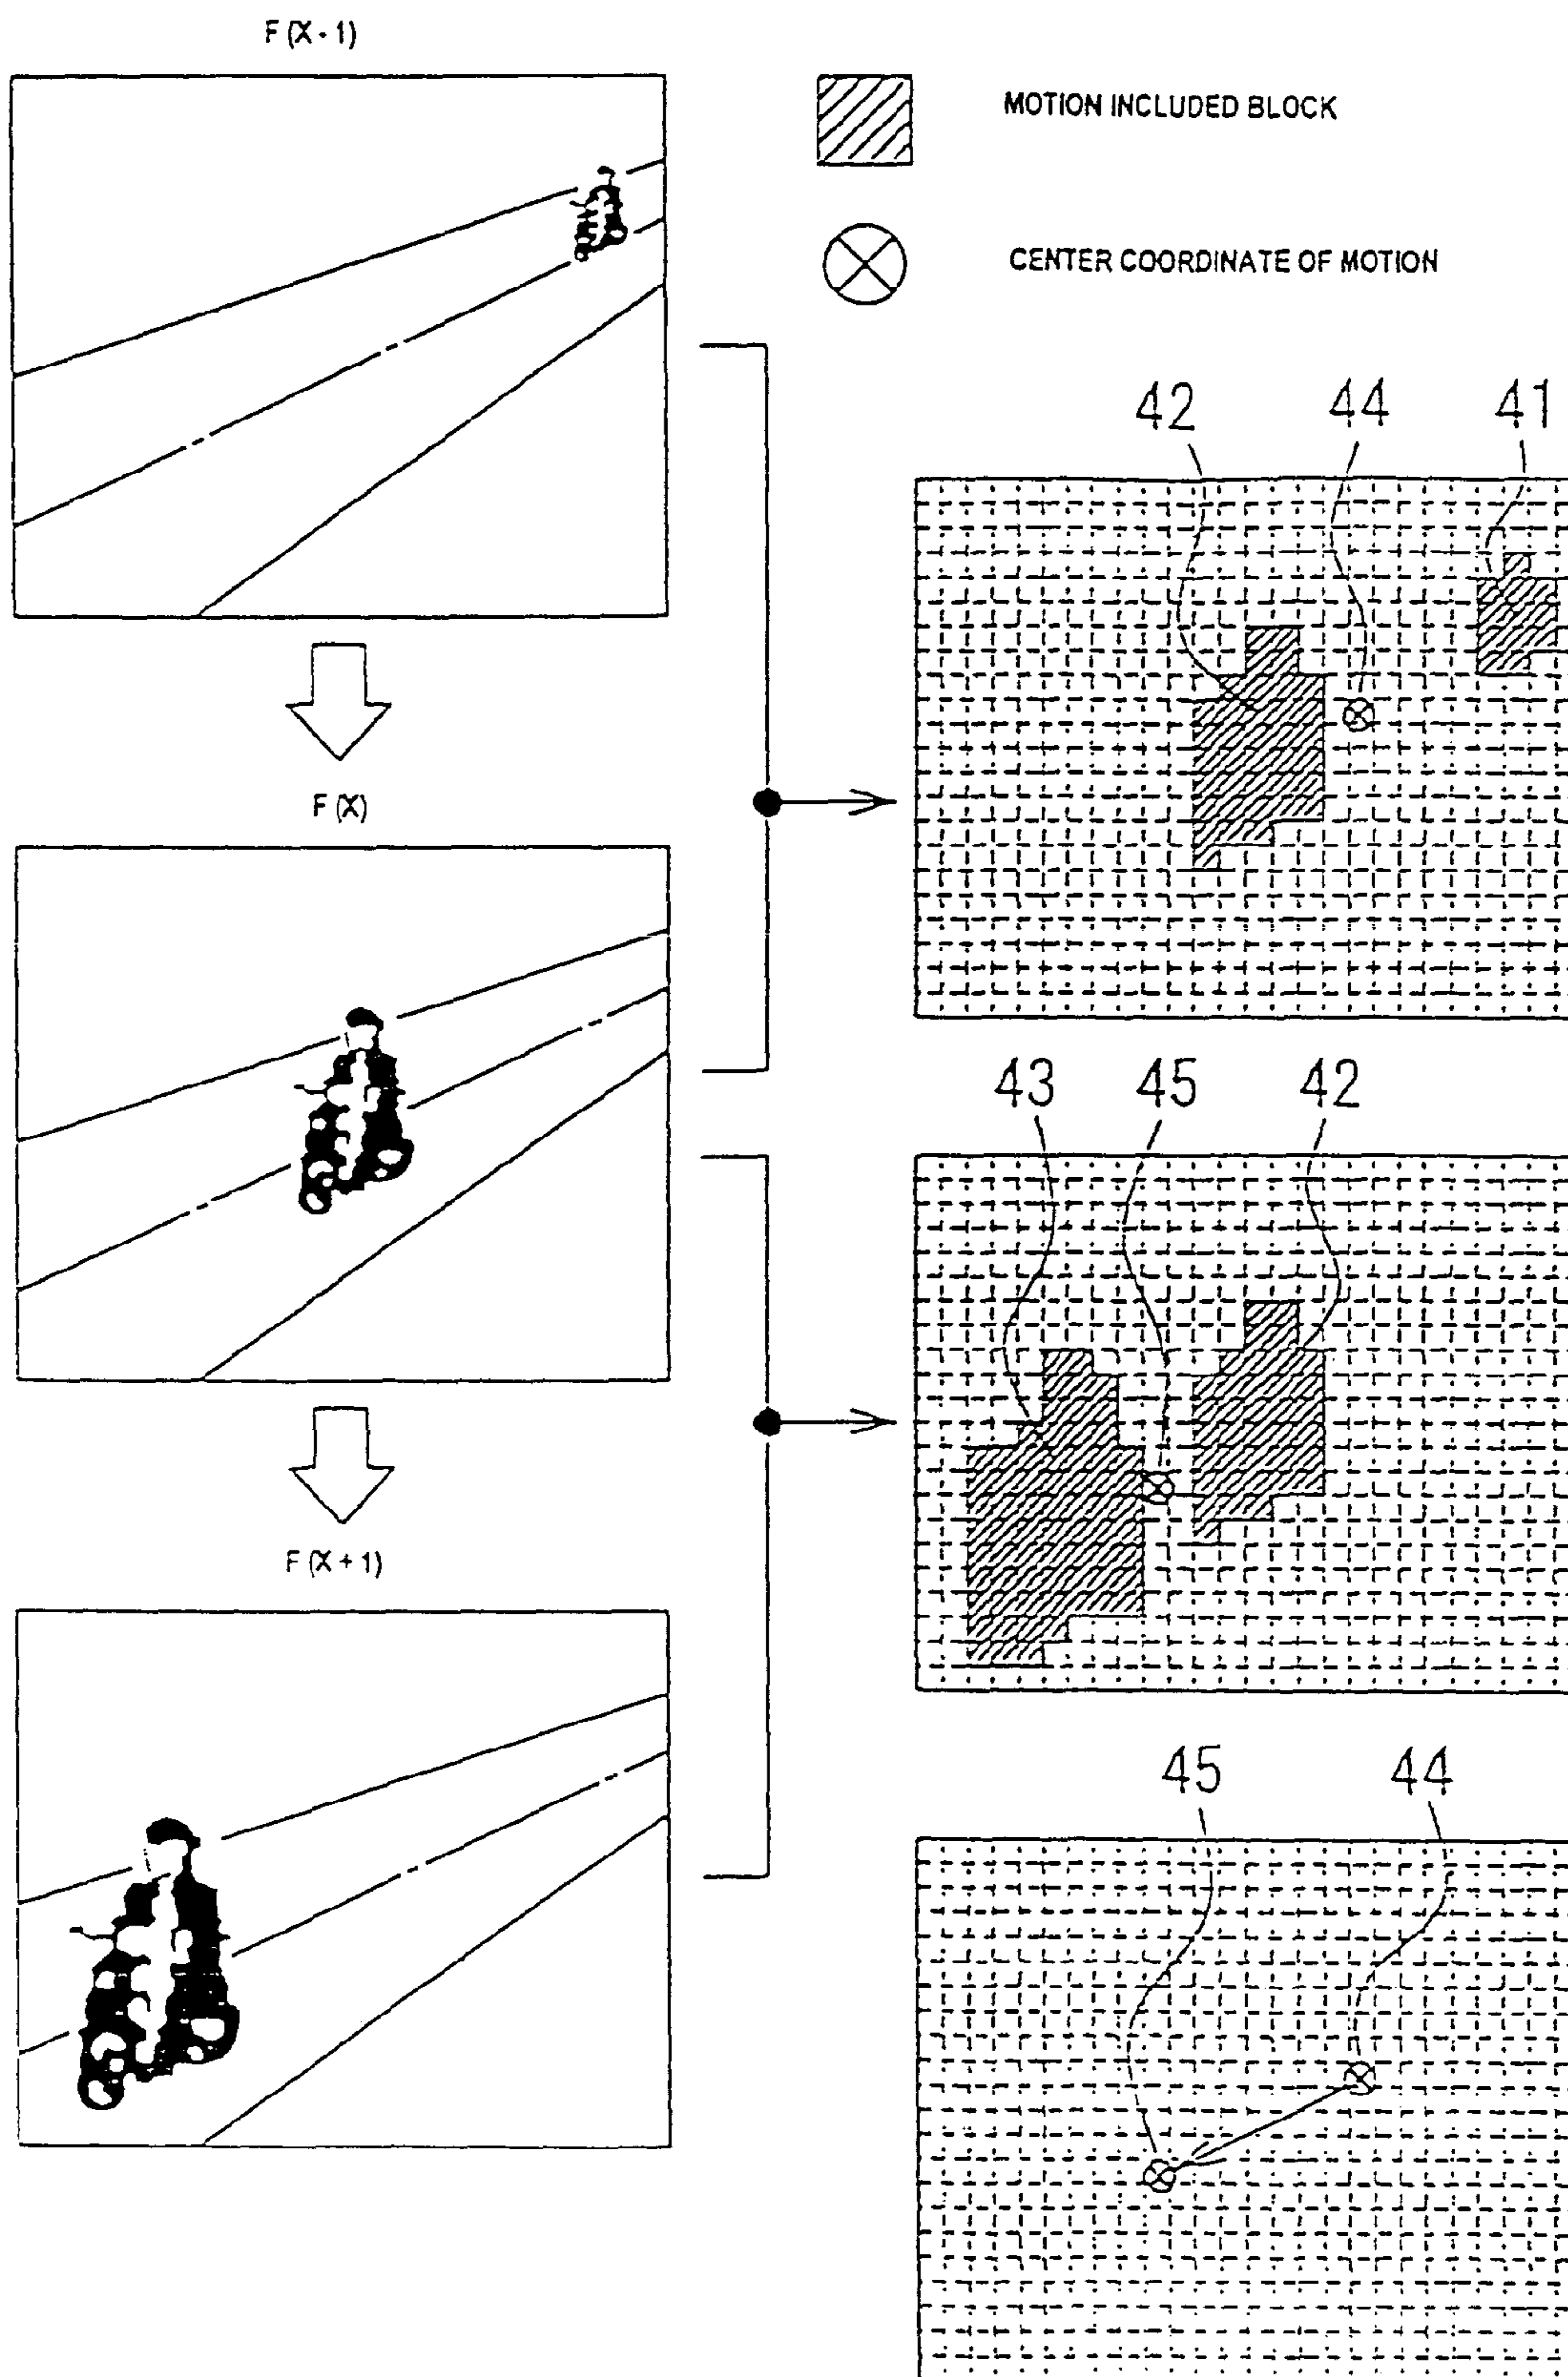 F (X - 1)
MOTION INCLUDED BLOCK
CENTER COORDINATE OF MOTION
42 44 41
F (X)
43 45 42
F (X + 1)
45 44